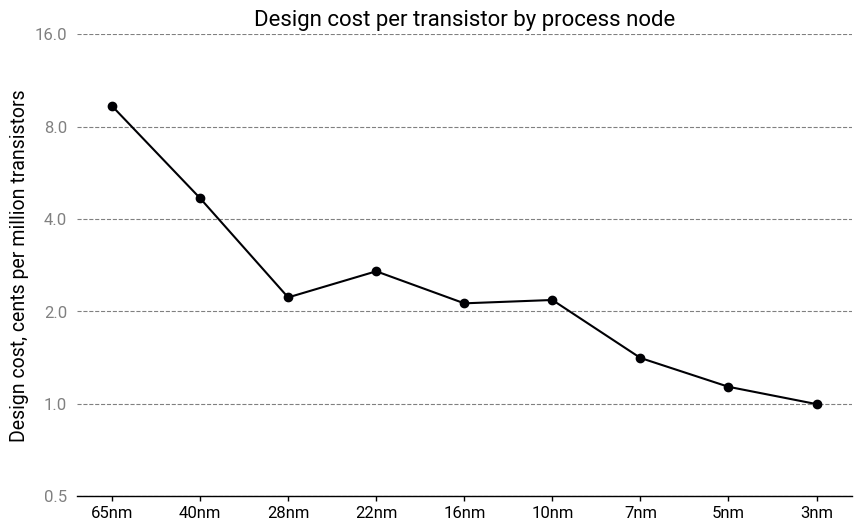 Design cost per transistor by process node
Design cost, cents per million transistors
16.0
8.0
4.0
2.0
1.0
0.5
65nm 40nm 28nm 22nm 16nm 10nm 7nm 5nm 3nm